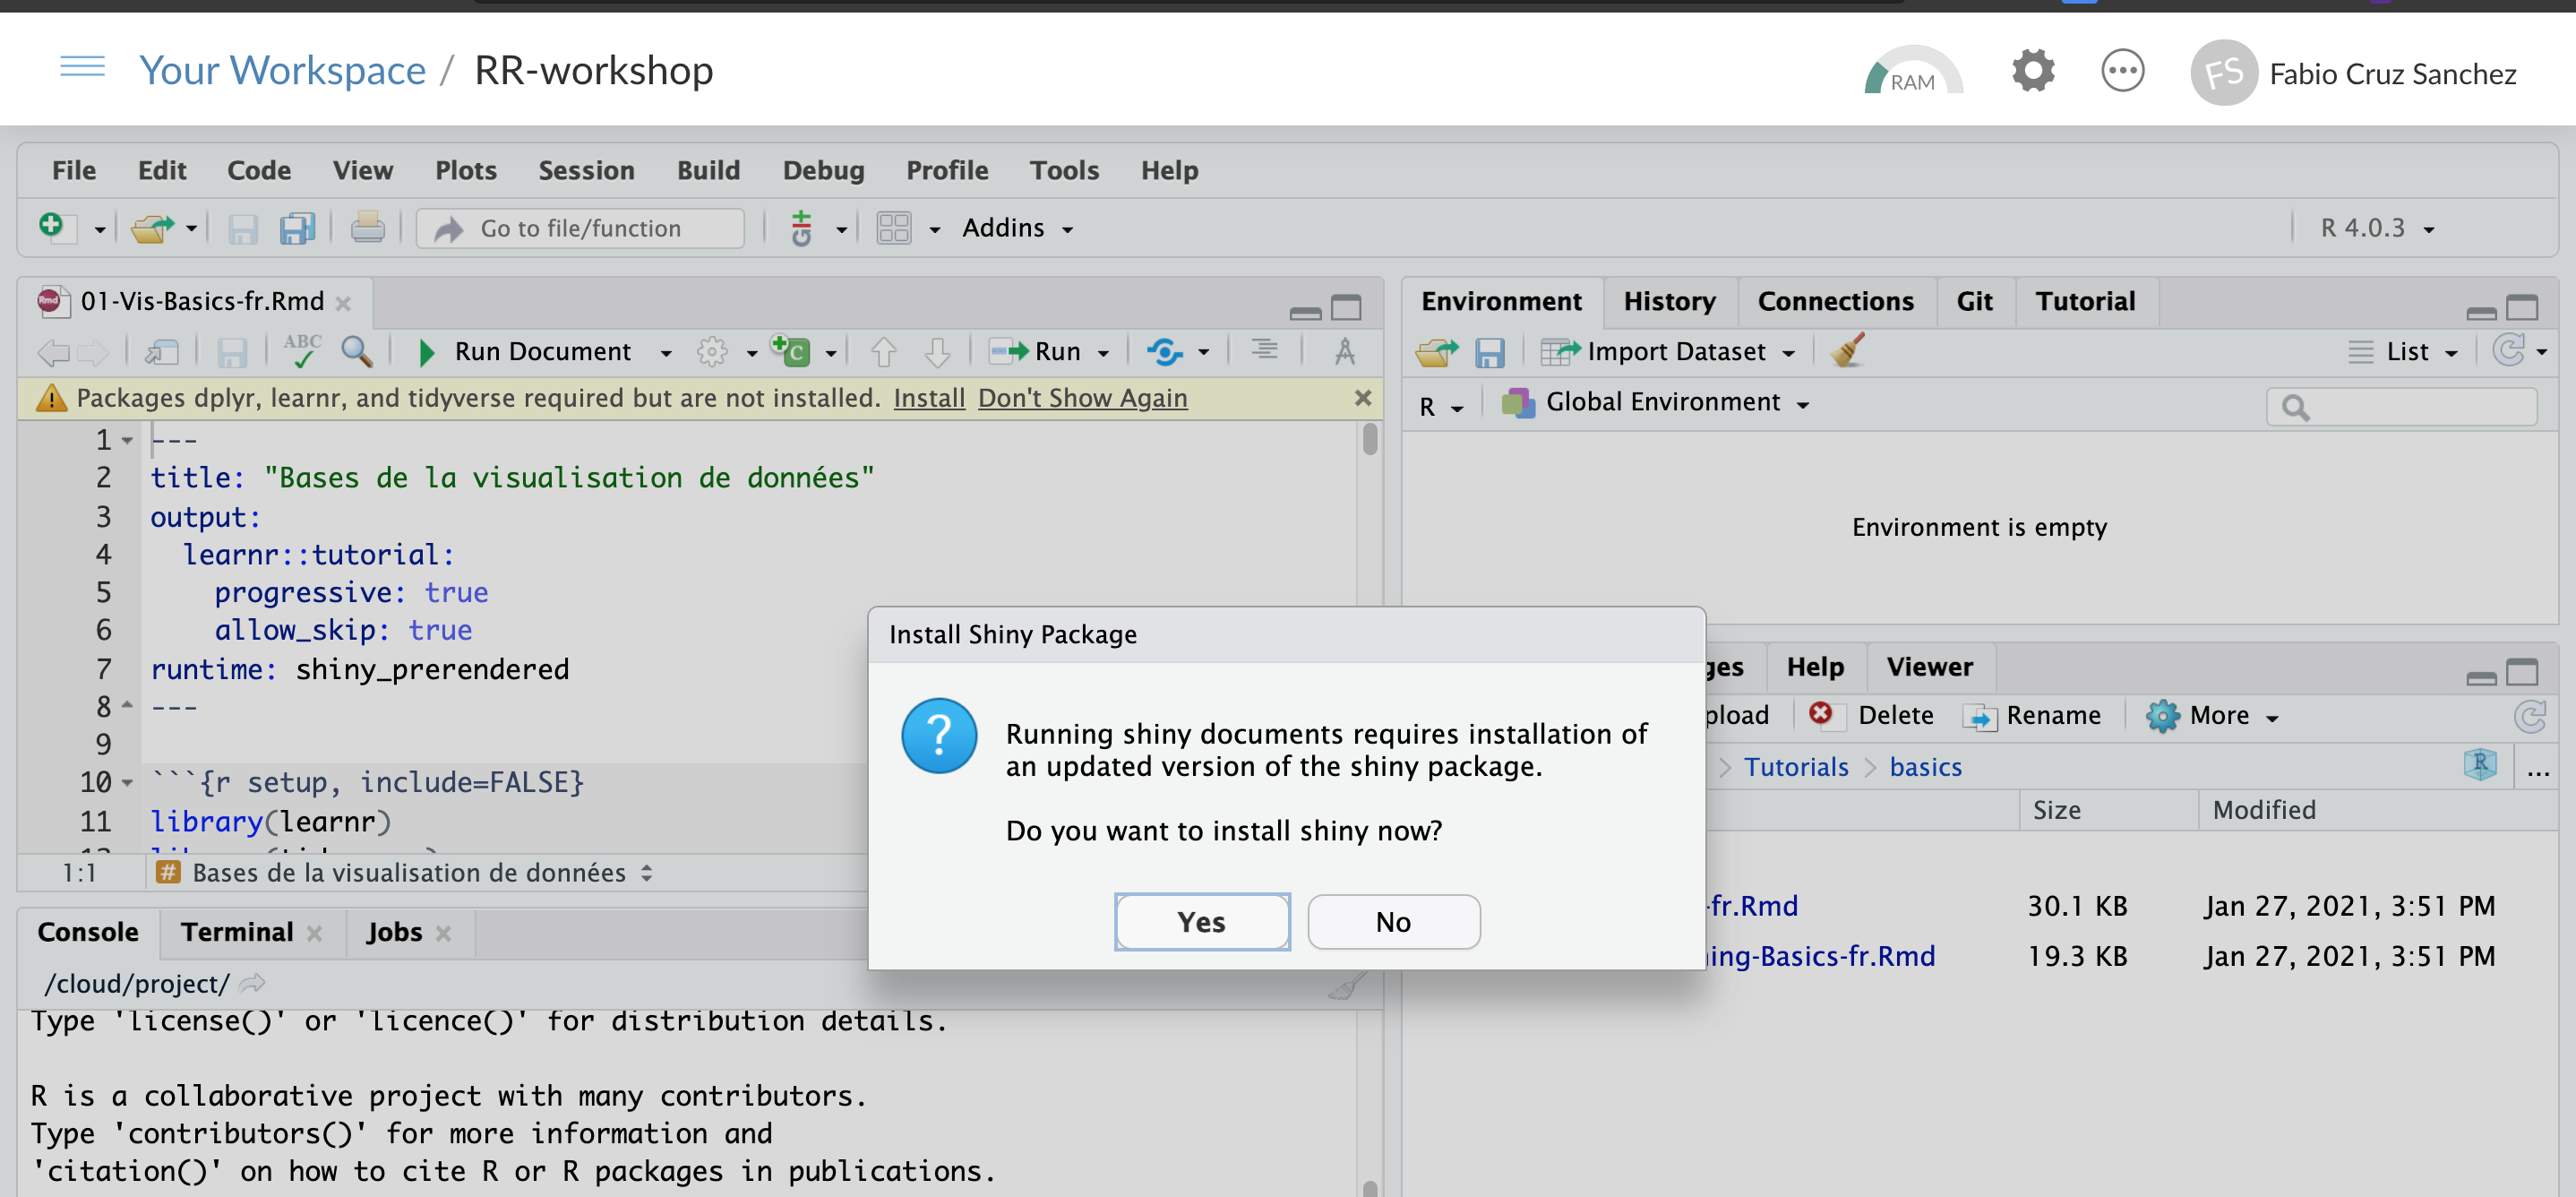 Your Workspace / RR-workshop
RAM
FS Fabio Cruz Sanchez
File Edit Code View Plots Session Build Debug Profile Tools Help
Go to file/function
Addins
R 4.0.3
01-Vis-Basics-fr.Rmd
ABC Run Document Run
Packages dplyr, learnr, and tidyverse required but are not installed. Install Don't Show Again
1 ---
2 title: "Bases de la visualisation de données"
3 output:
4 learnr::tutorial:
5 progressive: true
6 allow_skip: true
7 runtime: shiny_prerendered
8 ---
9
10 ```{r setup, include=FALSE}
11 library(learnr)
1:1 # Bases de la visualisation de données
Console Terminal Jobs
/cloud/project/
Type 'license()' or 'licence()' for distribution details.
R is a collaborative project with many contributors.
Type 'contributors()' for more information and
'citation()' on how to cite R or R packages in publications.
Environment History Connections Git Tutorial
Import Dataset List
R Global Environment
Environment is empty
Install Shiny Package
Running shiny documents requires installation of
an updated version of the shiny package.
Do you want to install shiny now?
Yes No
ges Help Viewer
pload Delete Rename More
Tutorials basics R ...
Size Modified
-fr.Rmd 30.1 KB Jan 27, 2021, 3:51 PM
ing-Basics-fr.Rmd 19.3 KB Jan 27, 2021, 3:51 PM